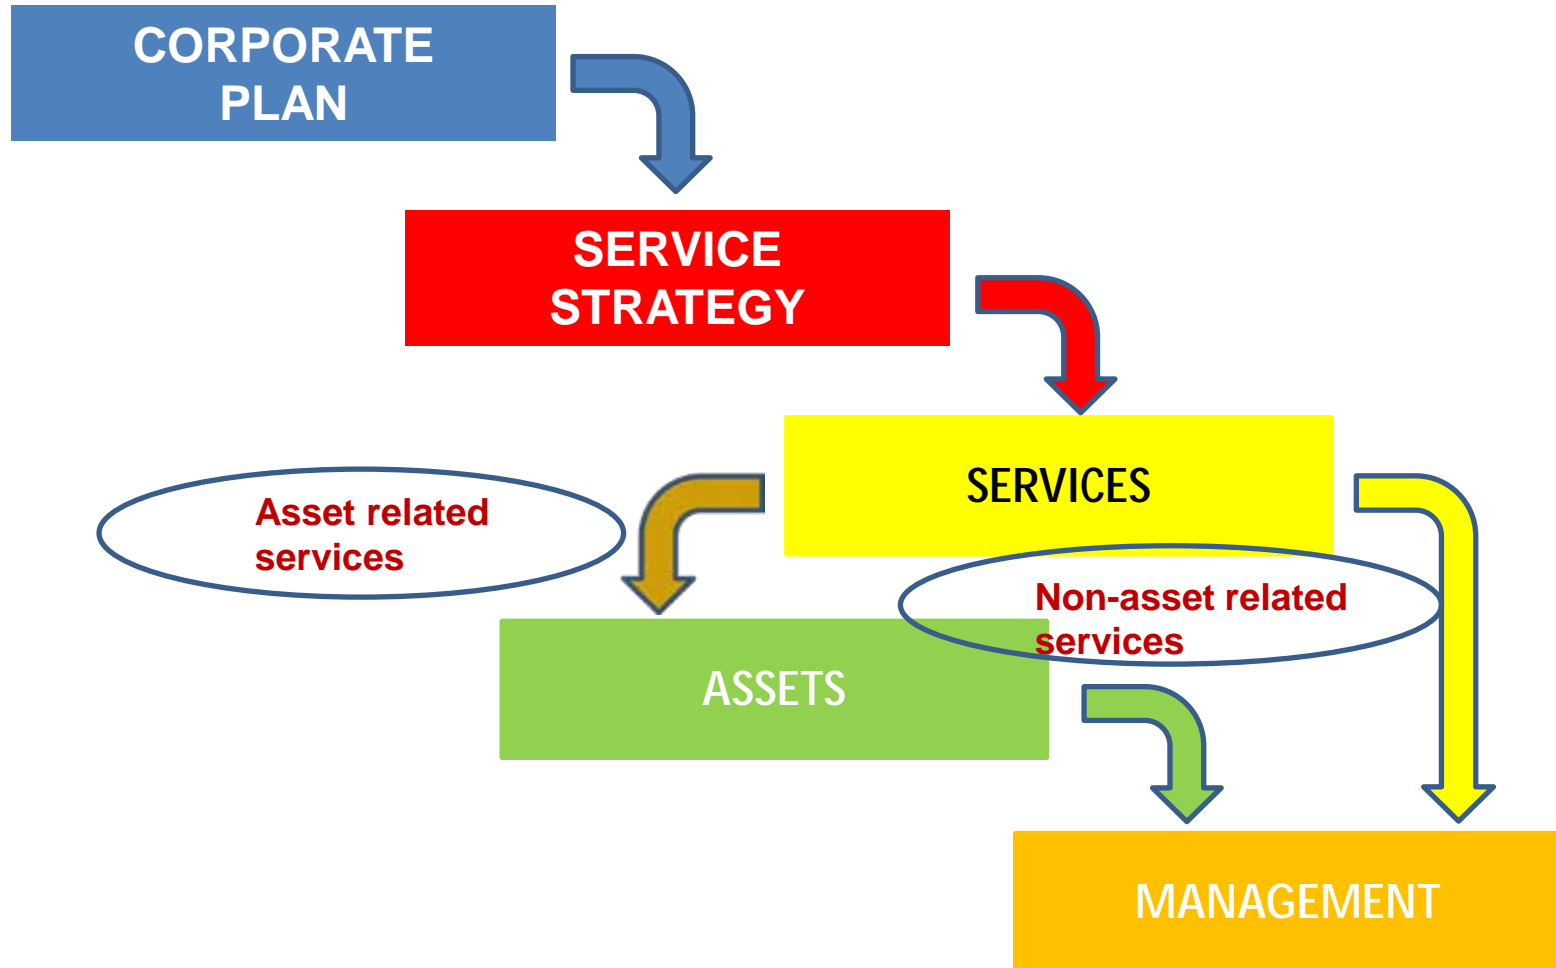 CORPORATE
PLAN
SERVICE
STRATEGY
SERVICES
Asset related
services
Non-asset related
services
ASSETS
MANAGEMENT